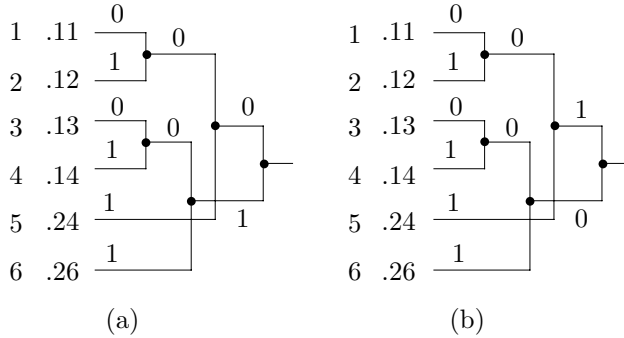 0 0
1 .11 0 1 .11 0
1 1
2 .12 2 .12
0 0 0 1
3 .13 0 3 .13 0
1 1
4 .14 4 .14
1 1 1 0
5 .24 5 .24
1 1
6 .26 6 .26
(a) (b)